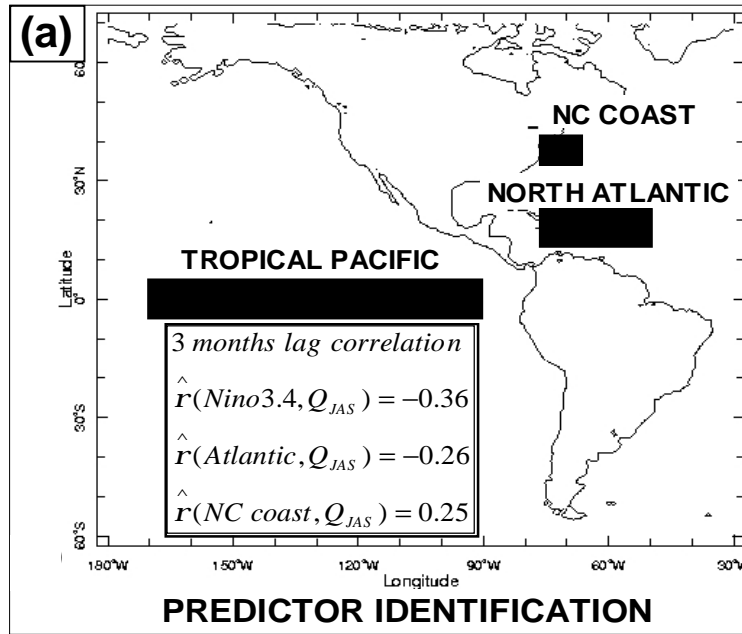 (a)
NC COAST
NORTH ATLANTIC
TROPICAL PACIFIC
3 months lag correlation
r̂(Nino3.4, Q_JAS) = −0.36
r̂(Atlantic, Q_JAS) = −0.26
r̂(NC coast, Q_JAS) = 0.25
Latitude
60°
30°N
0°
30°S
60°S
180°W 150°W 120°W 90°W 60°W 30°W
Longitude
PREDICTOR IDENTIFICATION